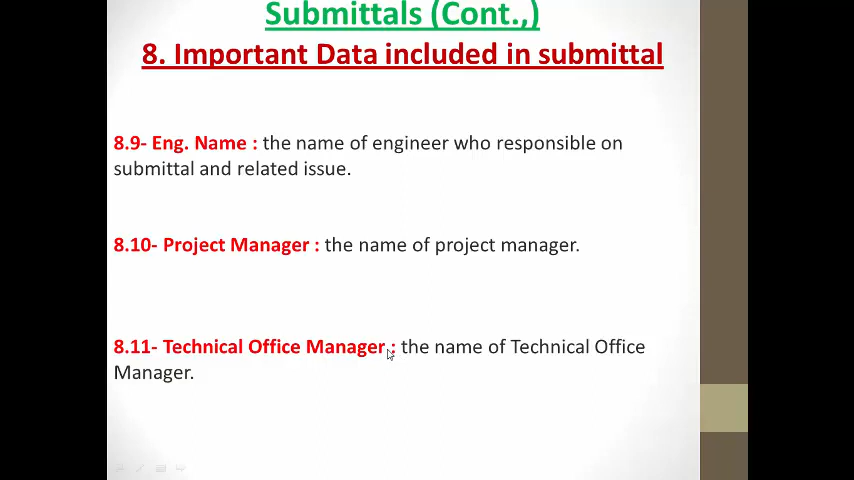 Submittals (Cont.,)
8. Important Data included in submittal
8.9- Eng. Name : the name of engineer who responsible on
submittal and related issue.
8.10- Project Manager : the name of project manager.
8.11- Technical Office Manager : the name of Technical Office
Manager.